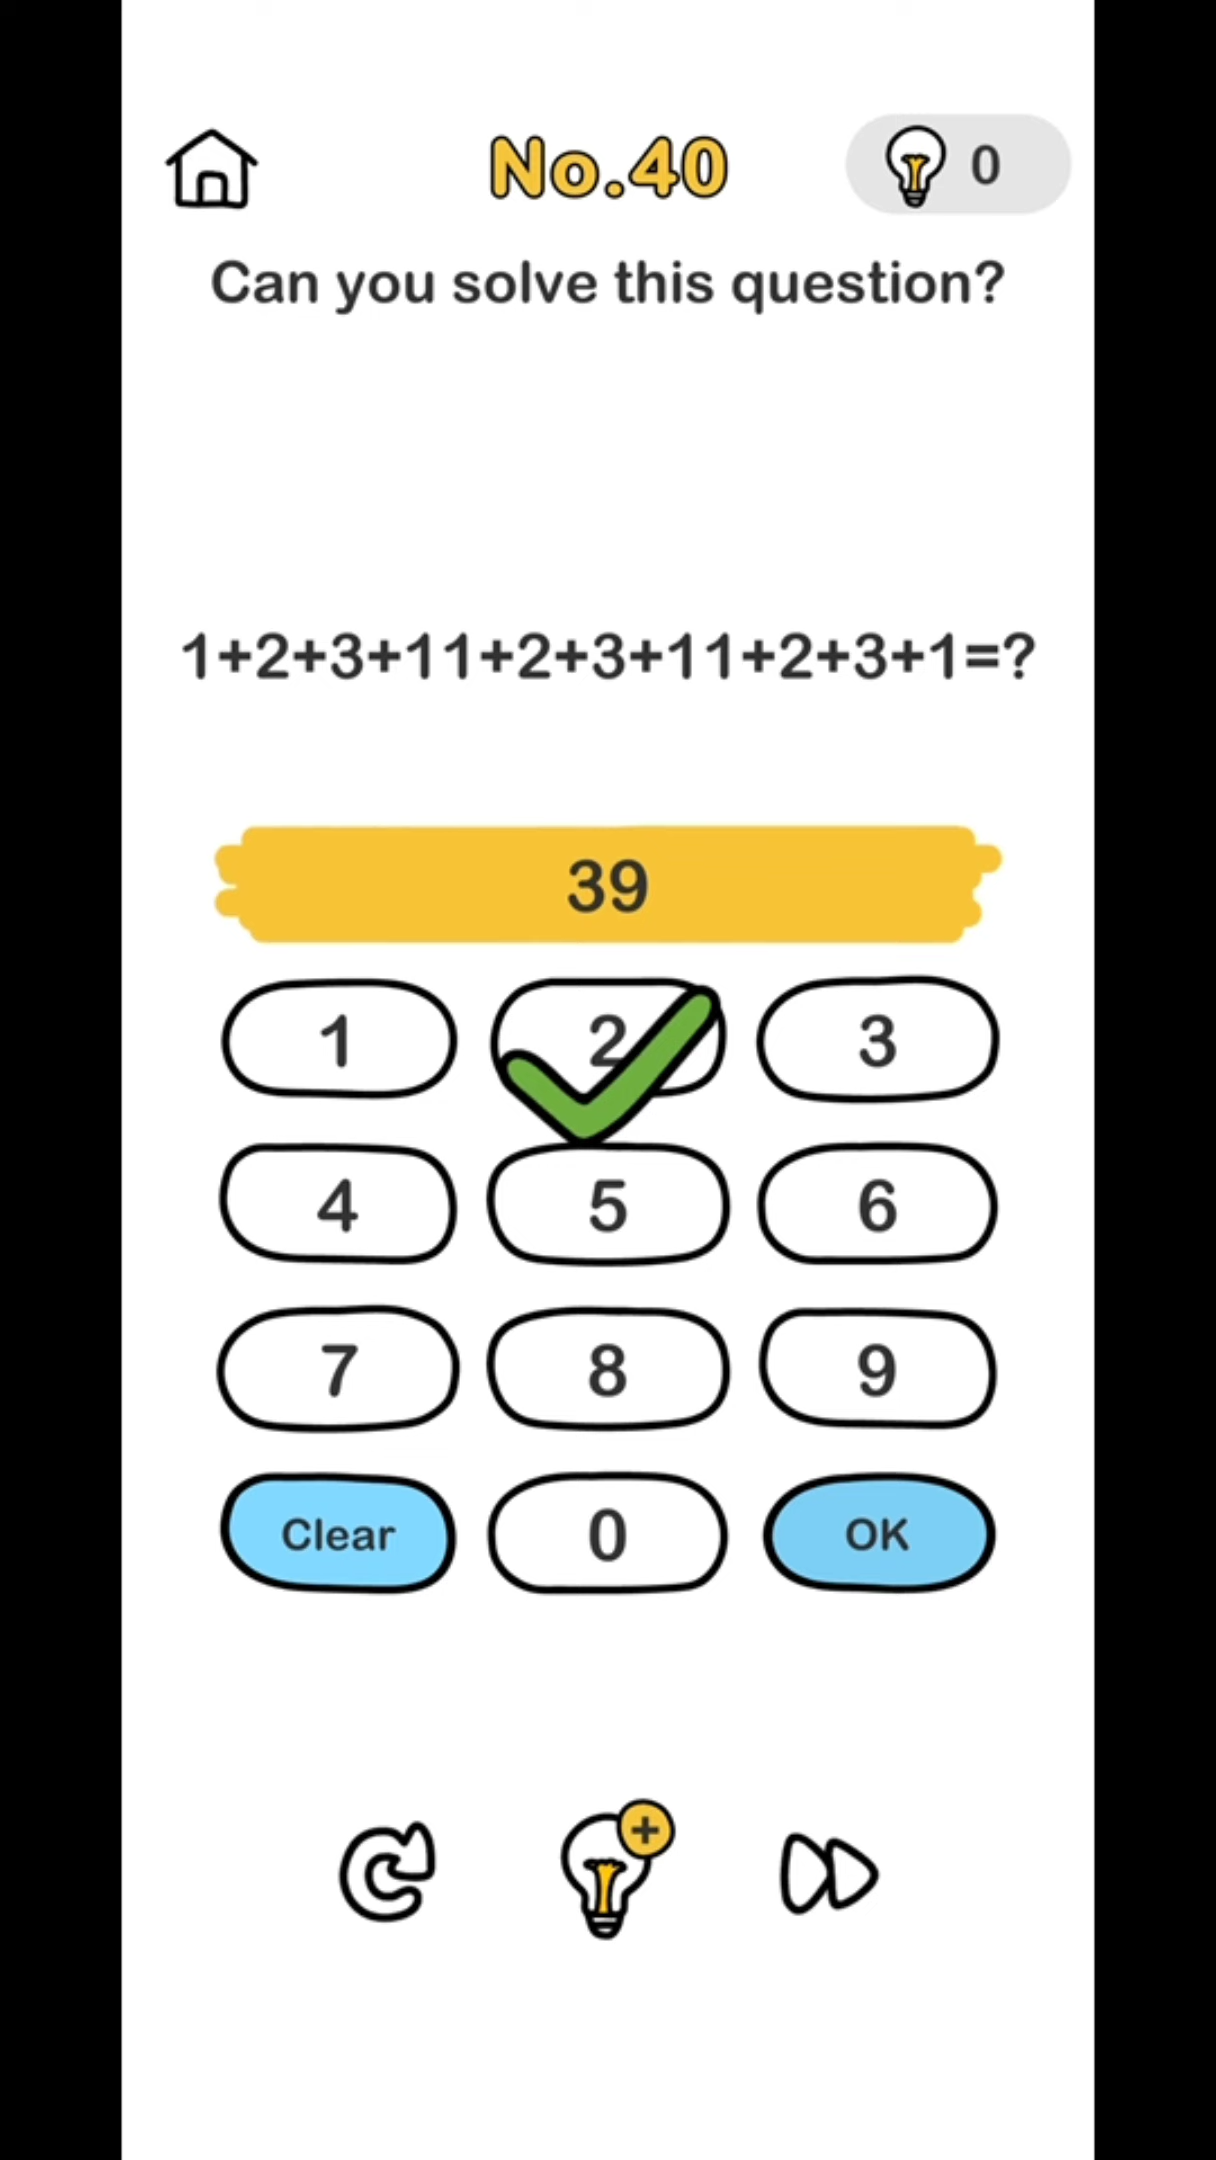 No.40
0
Can you solve this question?
1+2+3+11+2+3+11+2+3+1=?
39
1 2 3
4 5 6
7 8 9
Clear 0 OK
+